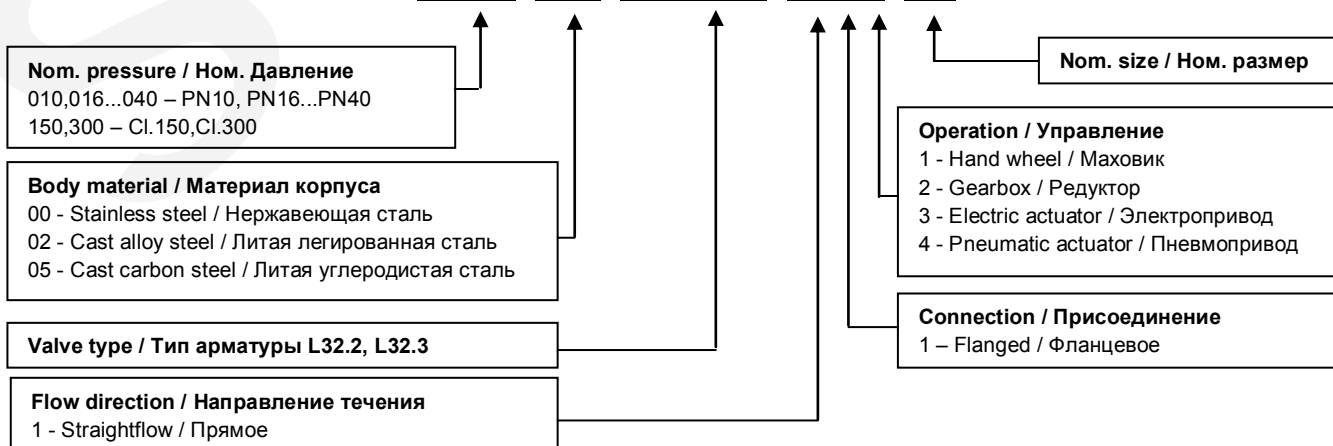 Nom. pressure / Ном. Давление
010,016...040 – PN10, PN16...PN40
150,300 – Cl.150,Cl.300
Body material / Материал корпуса
00 - Stainless steel / Нержавеющая сталь
02 - Cast alloy steel / Литая легированная сталь
05 - Cast carbon steel / Литая углеродистая сталь
Valve type / Тип арматуры L32.2, L32.3
Flow direction / Направление течения
1 - Straightflow / Прямое
Nom. size / Ном. размер
Operation / Управление
1 - Hand wheel / Маховик
2 - Gearbox / Редуктор
3 - Electric actuator / Электропривод
4 - Pneumatic actuator / Пневмопривод
Connection / Присоединение
1 – Flanged / Фланцевое